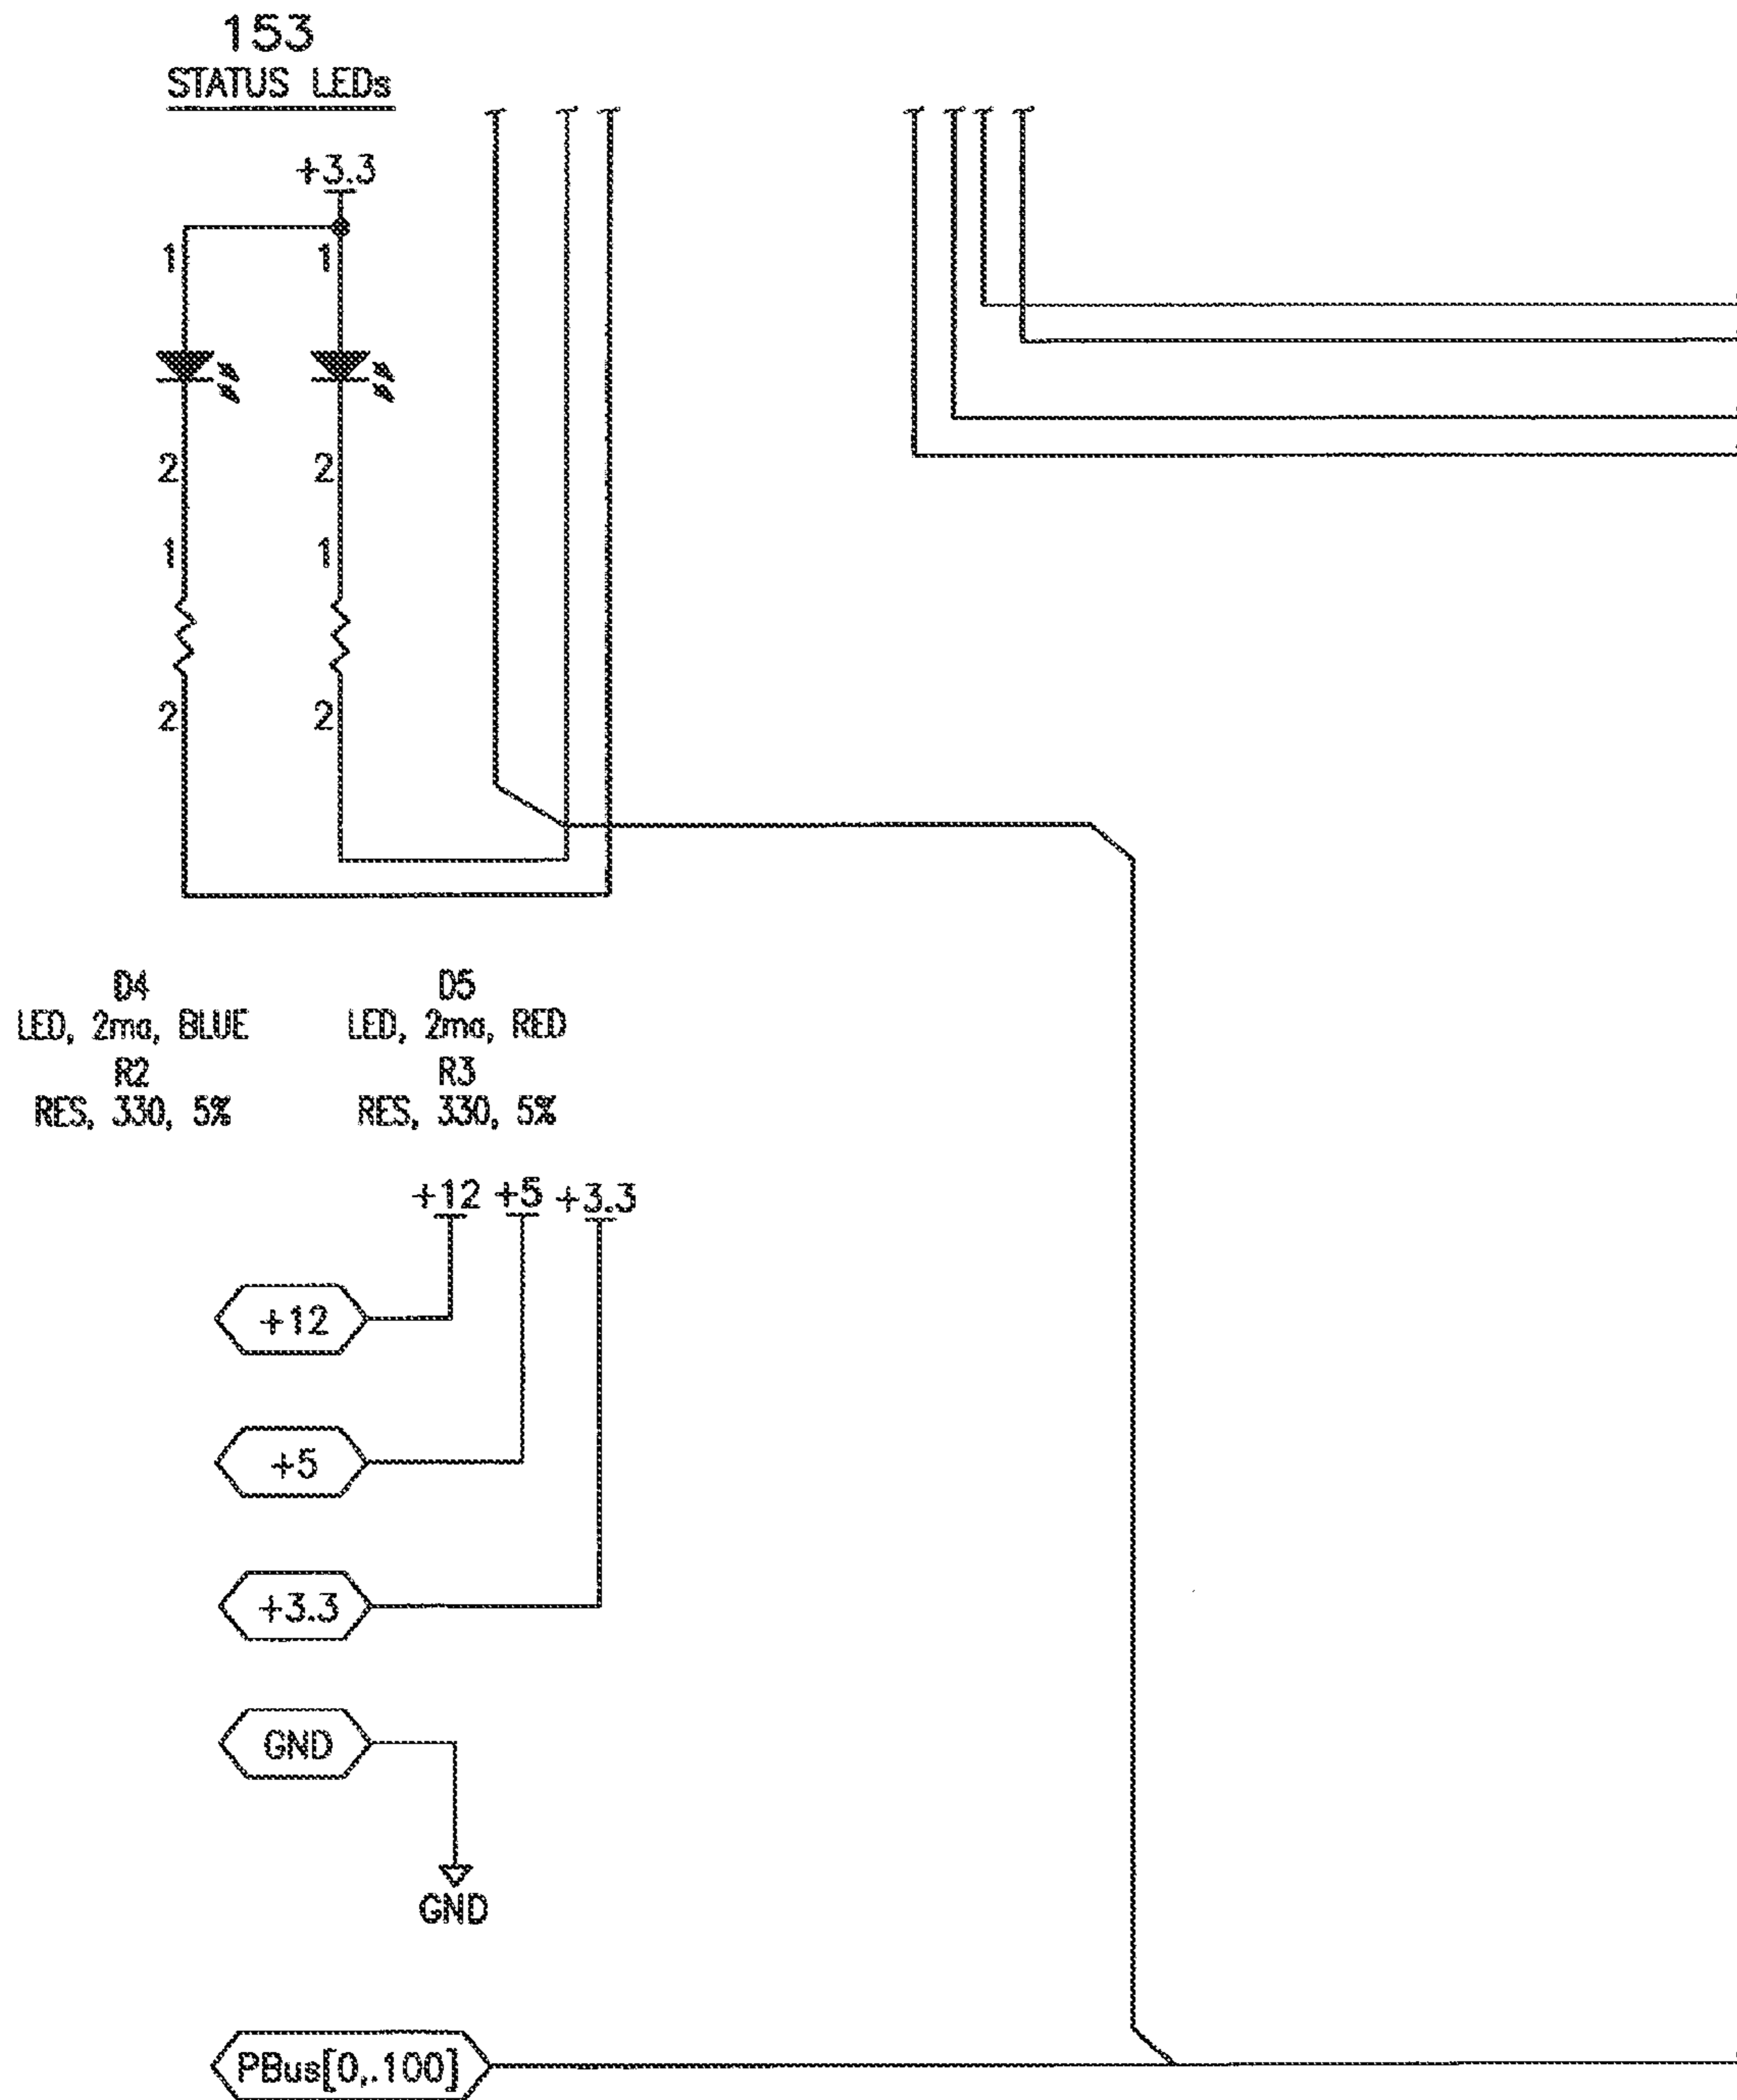 153
STATUS LEDs
+3.3
1 1
2 2
1 1
2 2
D4 D5
LED, 2ma, BLUE LED, 2ma, RED
R2 R3
RES, 330, 5% RES, 330, 5%
+12 +5 +3.3
+12
+5
+3.3
GND
GND
PBus[0,.100]